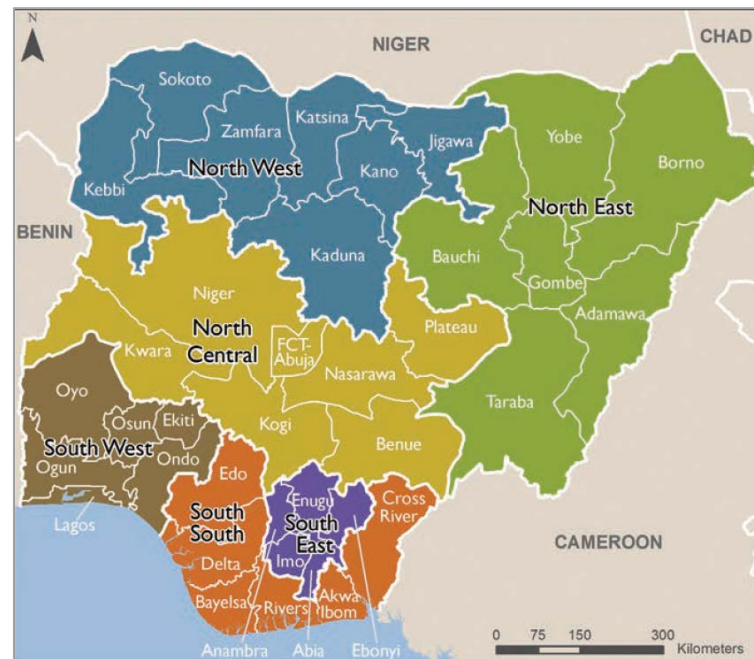 N
NIGER
CHAD
Sokoto
Katsina
Zamfara
Jigawa
Yobe
Borno
North West
Kano
Kebbi
North East
BENIN
Kaduna
Bauchi
Gombe
Niger
Adamawa
North
Central
FCT-
Abuja
Plateau
Kwara
Nasarawa
Oyo
Taraba
Osun
Ekiti
Kogi
South West
Benue
Ogun
Ondo
Edo
Enugu
Cross
River
South
South
South
East
Lagos
CAMEROON
Delta
Imo
Bayelsa
Rivers
Akwa
Ibom
Anambra
Abia
Ebonyi
0 75 150 300
Kilometers